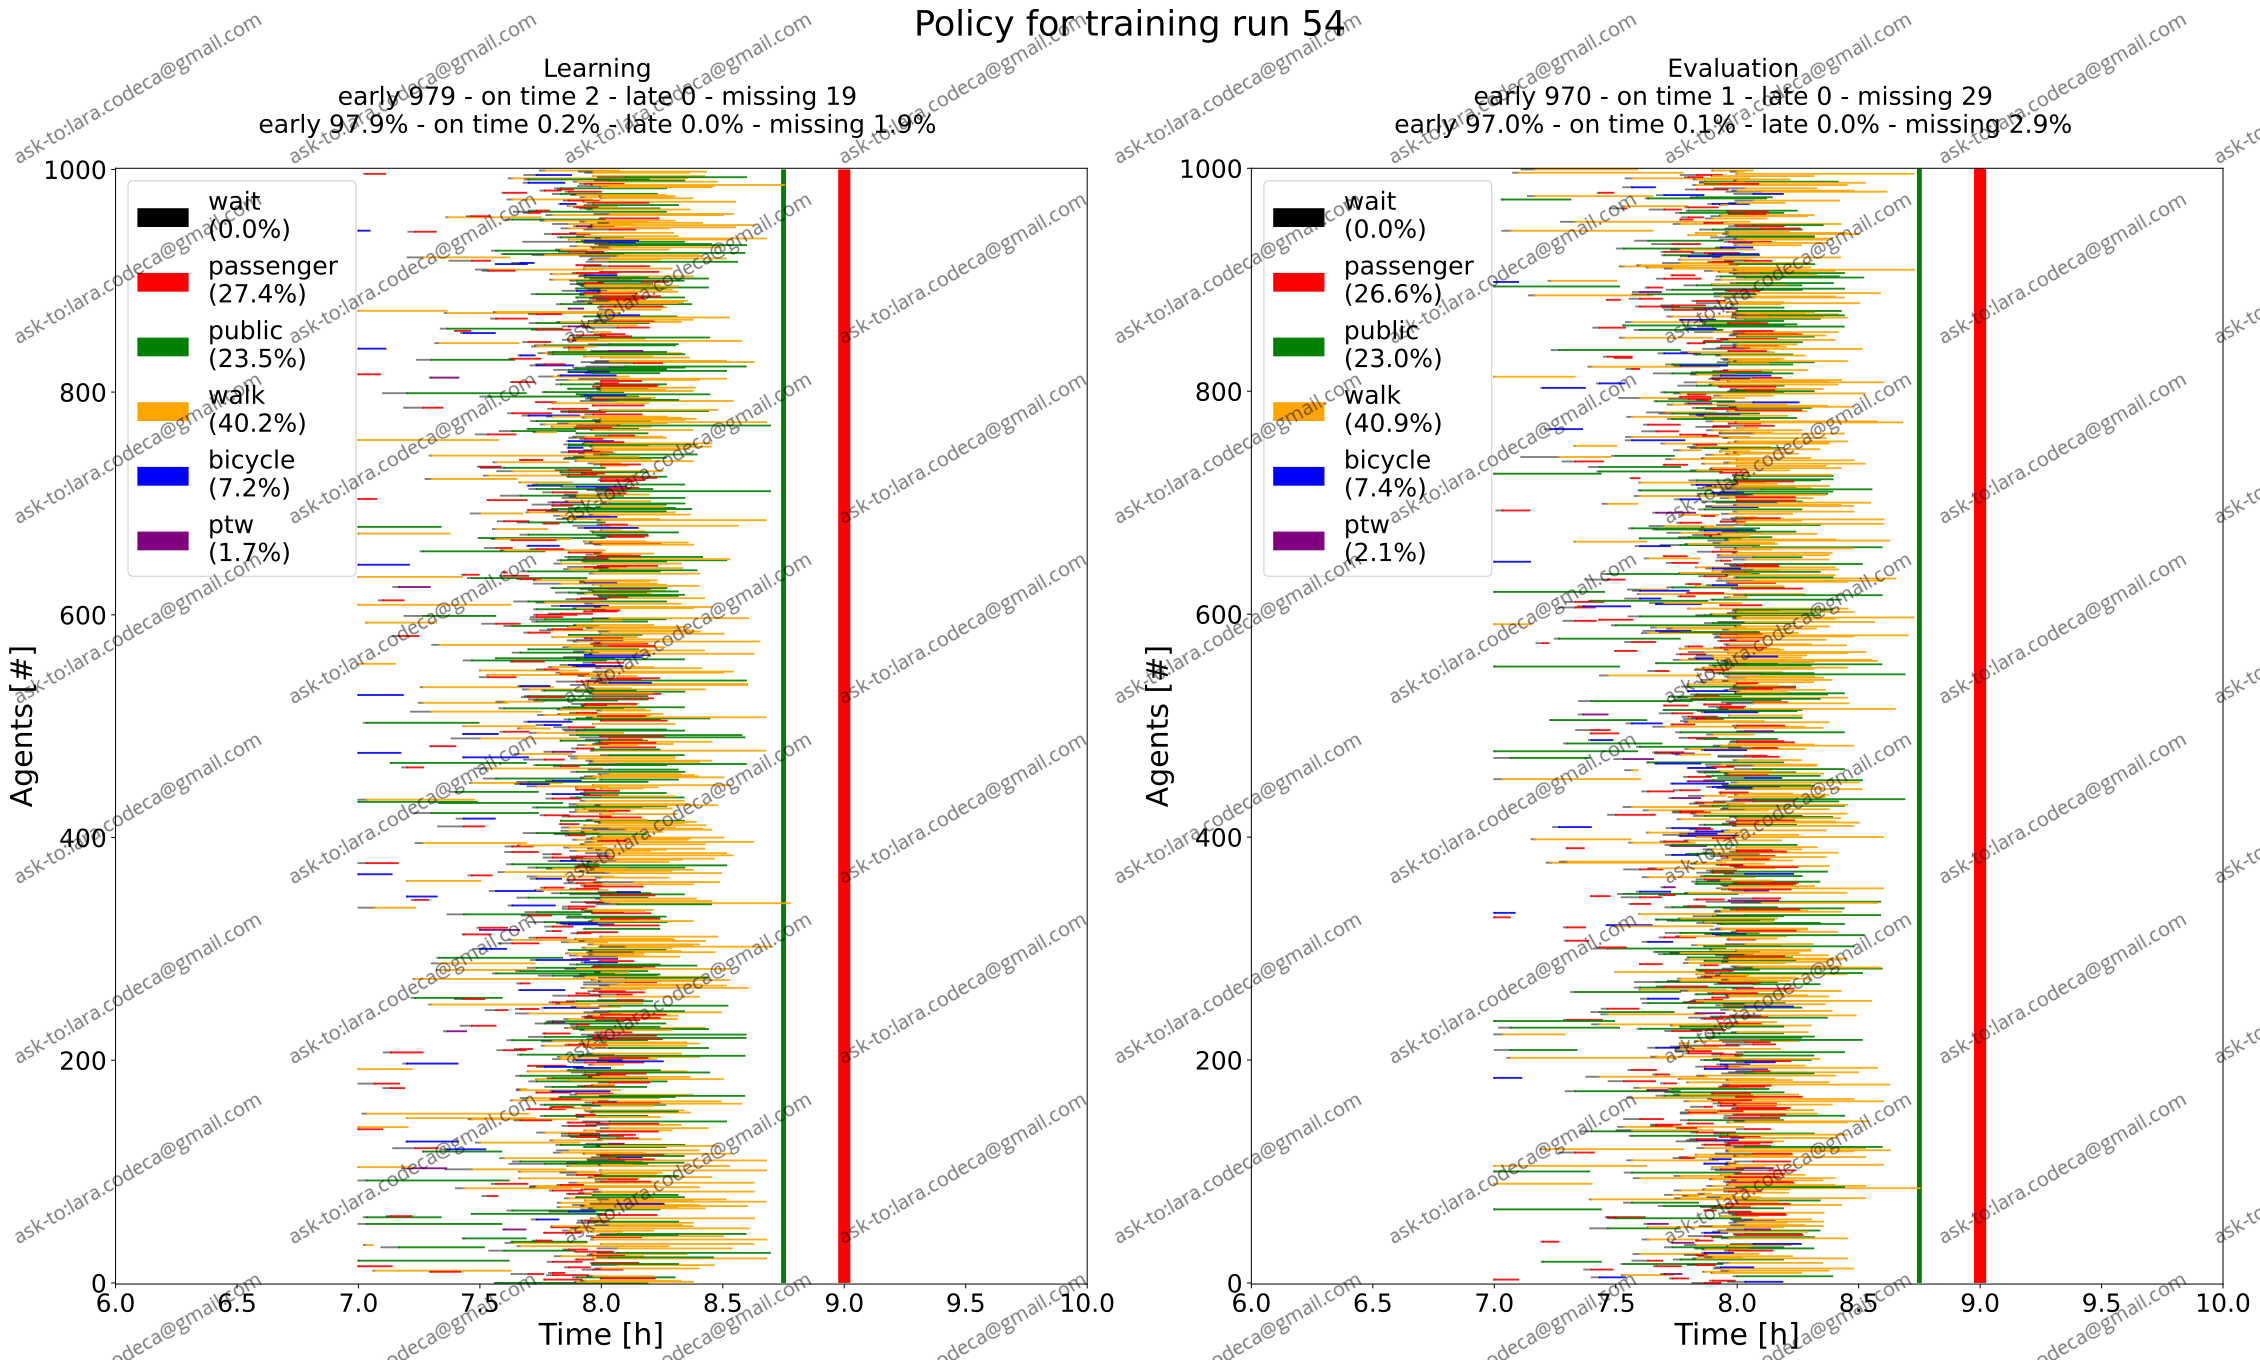 Policy for training run 54
Learning
early 979 - on time 2 - late 0 - missing 19
early 97.9% - on time 0.2% - late 0.0% - missing 1.9%
1000
800
600
400
200
0
Agents [#]
wait
(0.0%)
passenger
(27.4%)
public
(23.5%)
walk
(40.2%)
bicycle
(7.2%)
ptw
(1.7%)
6.0 6.5 7.0 7.5 8.0 8.5 9.0 9.5 10.0
Time [h]
Evaluation
early 970 - on time 1 - late 0 - missing 29
early 97.0% - on time 0.1% - late 0.0% - missing 2.9%
1000
800
600
400
200
0
Agents [#]
wait
(0.0%)
passenger
(26.6%)
public
(23.0%)
walk
(40.9%)
bicycle
(7.4%)
ptw
(2.1%)
6.0 6.5 7.0 7.5 8.0 8.5 9.0 9.5 10.0
Time [h]
ask-to:lara.codeca@gmail.com